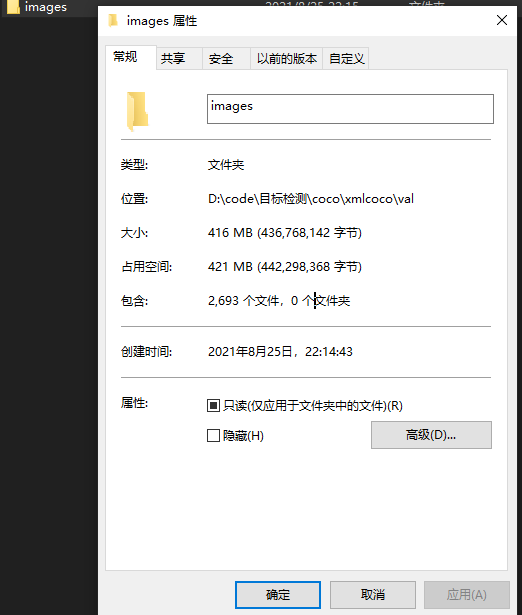 images
2021/8/25 22:15 文件夹
images 属性
常规 共享 安全 以前的版本 自定义
images
类型: 文件夹
位置: D:\code\目标检测\coco\xmlcoco\val
大小: 416 MB (436,768,142 字节)
占用空间: 421 MB (442,298,368 字节)
包含: 2,693 个文件，0 个文件夹
创建时间: 2021年8月25日，22:14:43
属性: 只读(仅应用于文件夹中的文件)(R)
隐藏(H) 高级(D)...
确定 取消 应用(A)